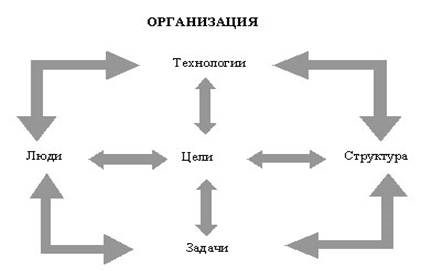 ОРГАНИЗАЦИЯ
Технологии
Люди
Цели
Структура
Задачи